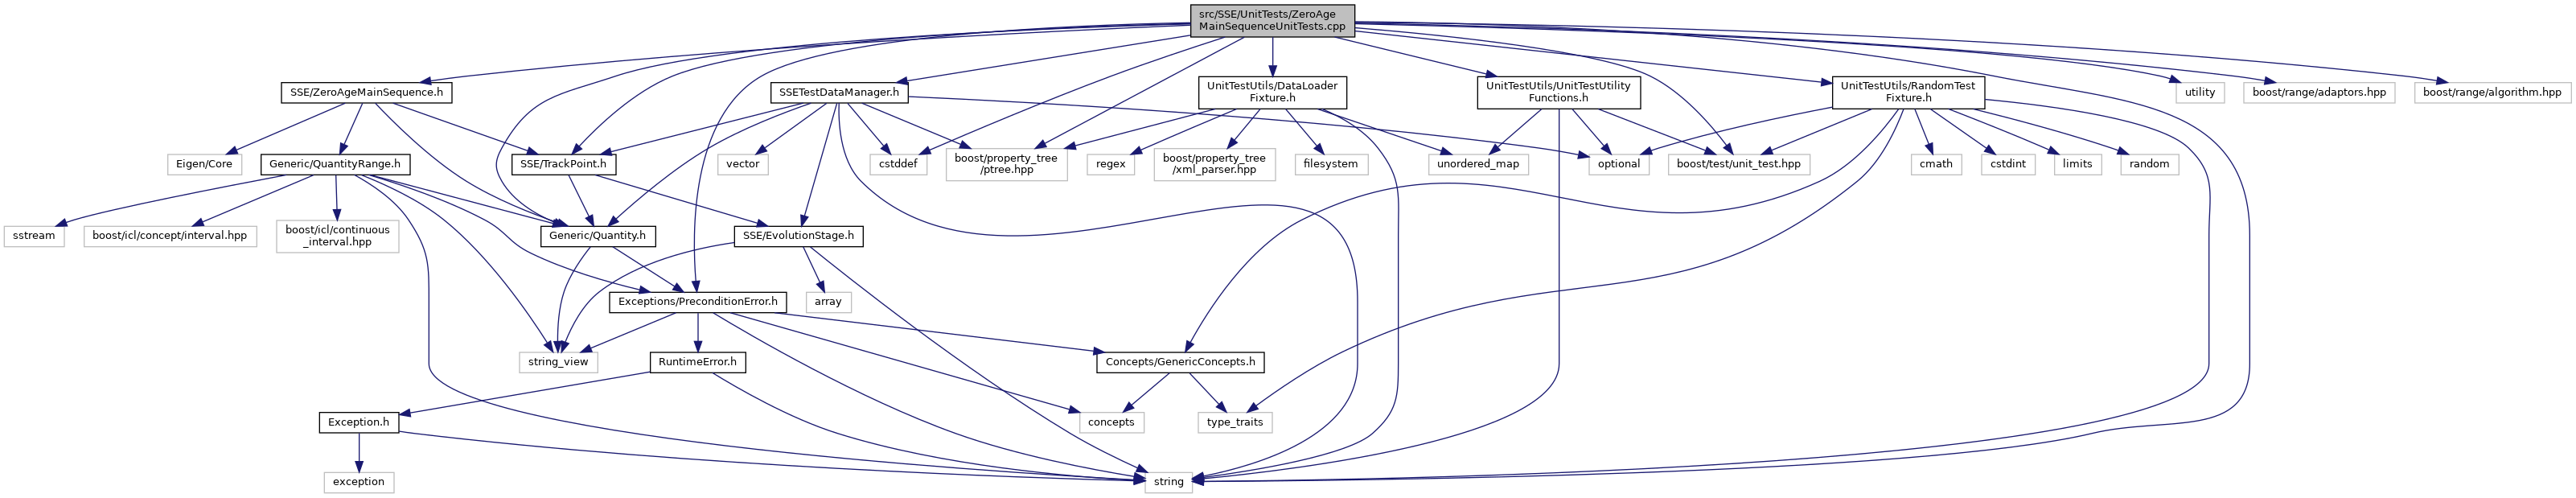 src/SSE/UnitTests/ZeroAge
MainSequenceUnitTests.cpp
SSE/ZeroAgeMainSequence.h
SSETestDataManager.h
UnitTestUtils/DataLoader
Fixture.h
UnitTestUtils/UnitTestUtility
Functions.h
UnitTestUtils/RandomTest
Fixture.h
utility
boost/range/adaptors.hpp
boost/range/algorithm.hpp
Eigen/Core
Generic/QuantityRange.h
SSE/TrackPoint.h
vector
cstddef
boost/property_tree
/ptree.hpp
regex
boost/property_tree
/xml_parser.hpp
filesystem
unordered_map
optional
boost/test/unit_test.hpp
cmath
cstdint
limits
random
sstream
boost/icl/concept/interval.hpp
boost/icl/continuous
_interval.hpp
Generic/Quantity.h
SSE/EvolutionStage.h
Exceptions/PreconditionError.h
array
string_view
RuntimeError.h
Concepts/GenericConcepts.h
Exception.h
concepts
type_traits
exception
string